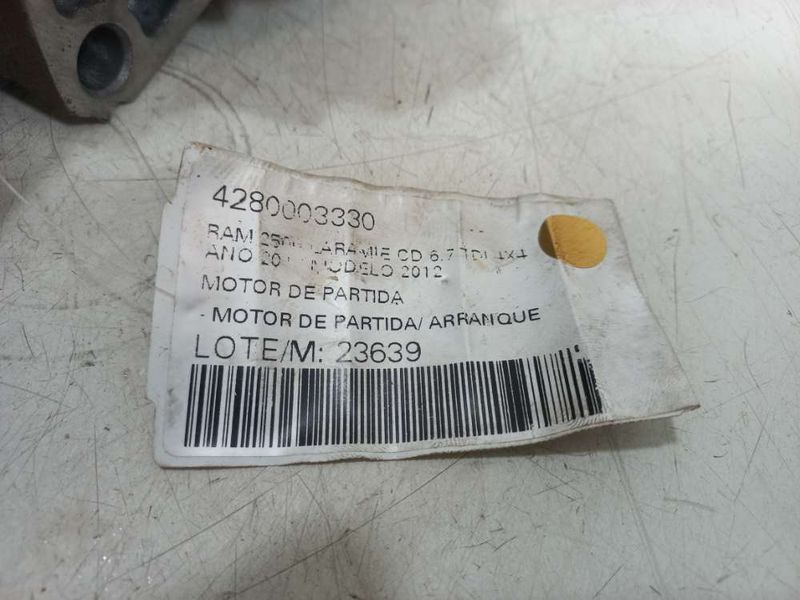 4280003330
RAM LARAMIE CD 6.7 TDI 4x4
ANO MODELO 2012
MOTOR DE PARTIDA
- MOTOR DE PARTIDA/ ARRANQUE
LOTE/M: 23639